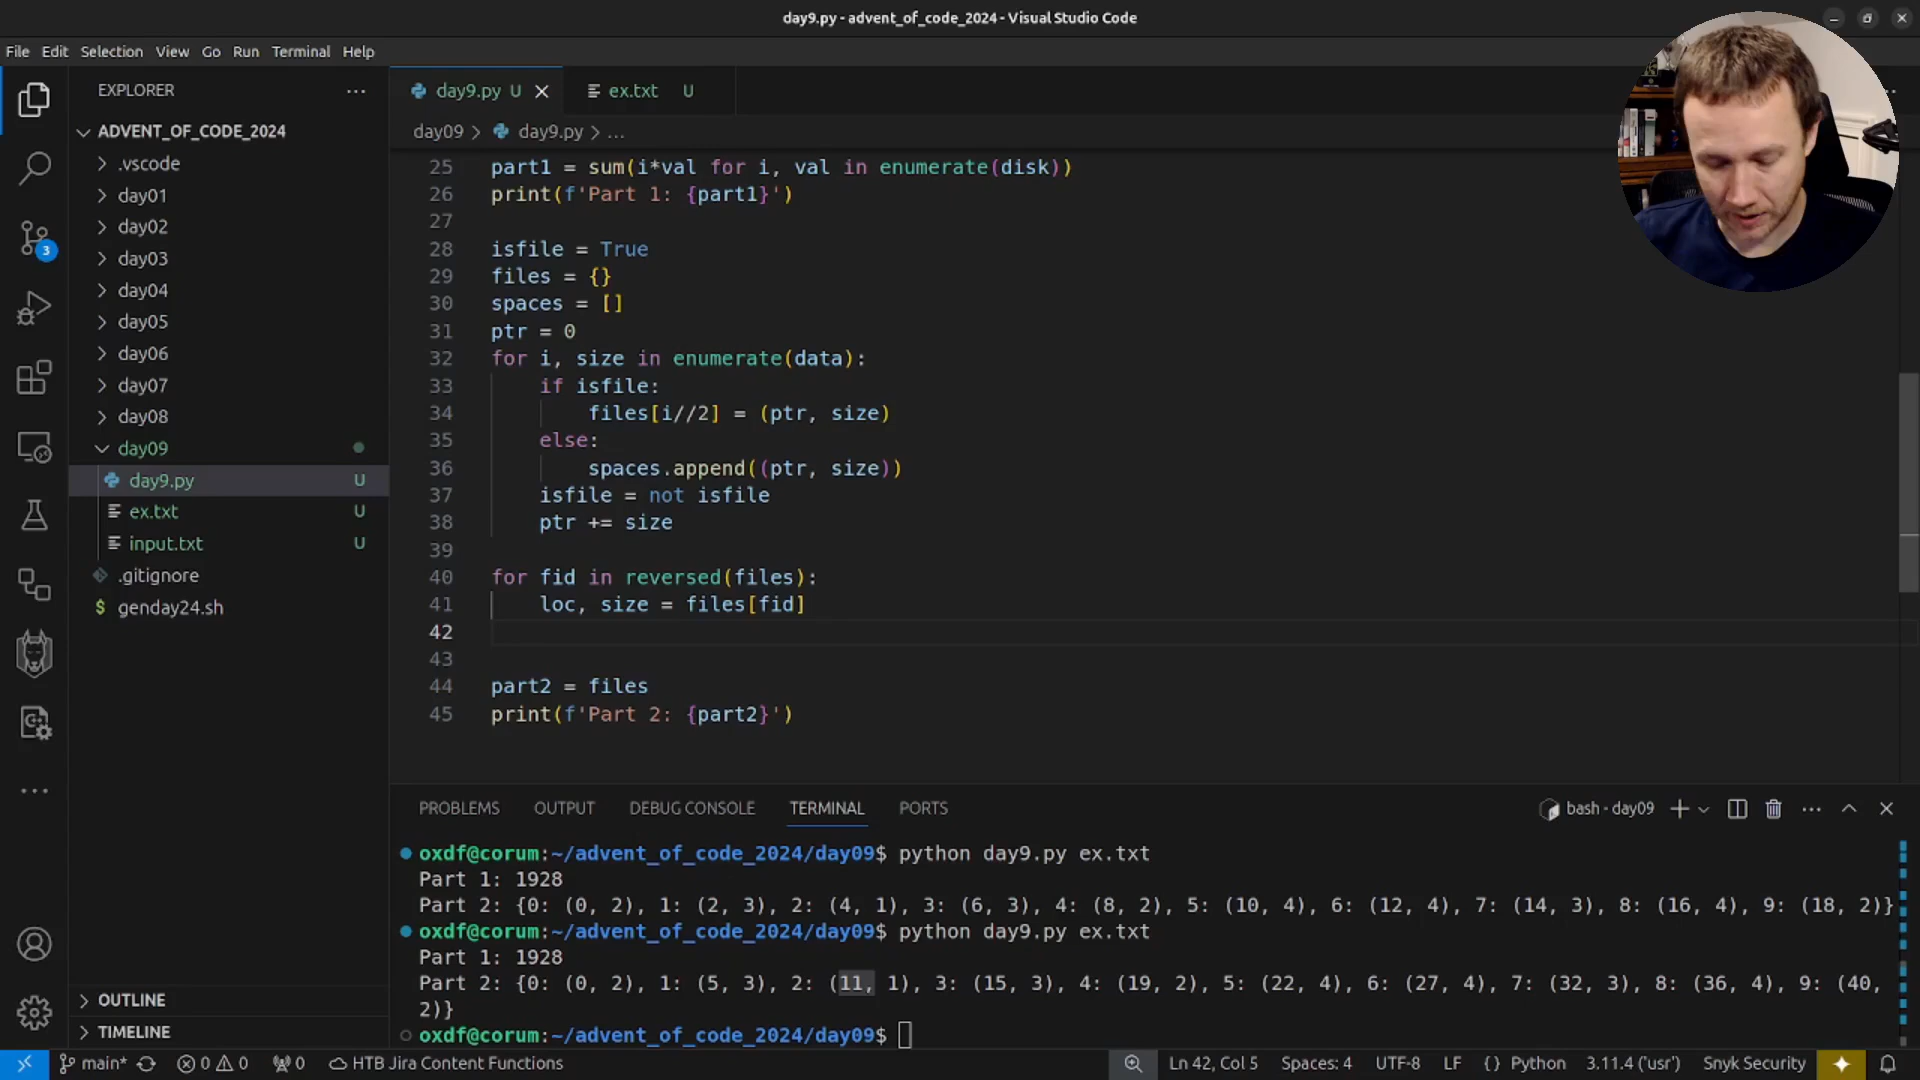 day9.py - advent_of_code_2024 - Visual Studio Code
File Edit Selection View Go Run Terminal Help
EXPLORER
ADVENT_OF_CODE_2024
.vscode
day01
day02
day03
day04
day05
day06
day07
day08
day09
day9.py U
ex.txt U
input.txt U
.gitignore
$ genday24.sh
OUTLINE
TIMELINE
3
day9.py U
ex.txt U
day09 > day9.py > ...
25 part1 = sum(i*val for i, val in enumerate(disk))
26 print(f'Part 1: {part1}')
27
28 isfile = True
29 files = {}
30 spaces = []
31 ptr = 0
32 for i, size in enumerate(data):
33 if isfile:
34 files[i//2] = (ptr, size)
35 else:
36 spaces.append((ptr, size))
37 isfile = not isfile
38 ptr += size
39
40 for fid in reversed(files):
41 loc, size = files[fid]
42
43
44 part2 = files
45 print(f'Part 2: {part2}')
PROBLEMS OUTPUT DEBUG CONSOLE TERMINAL PORTS
bash - day09
oxdf@corum:~/advent_of_code_2024/day09$ python day9.py ex.txt
Part 1: 1928
Part 2: {0: (0, 2), 1: (2, 3), 2: (4, 1), 3: (6, 3), 4: (8, 2), 5: (10, 4), 6: (12, 4), 7: (14, 3), 8: (16, 4), 9: (18, 2)}
oxdf@corum:~/advent_of_code_2024/day09$ python day9.py ex.txt
Part 1: 1928
Part 2: {0: (0, 2), 1: (5, 3), 2: (11, 1), 3: (15, 3), 4: (19, 2), 5: (22, 4), 6: (27, 4), 7: (32, 3), 8: (36, 4), 9: (40,
2)}
oxdf@corum:~/advent_of_code_2024/day09$
main* 0 0 0 HTB Jira Content Functions Ln 42, Col 5 Spaces: 4 UTF-8 LF {} Python 3.11.4 ('usr') Snyk Security